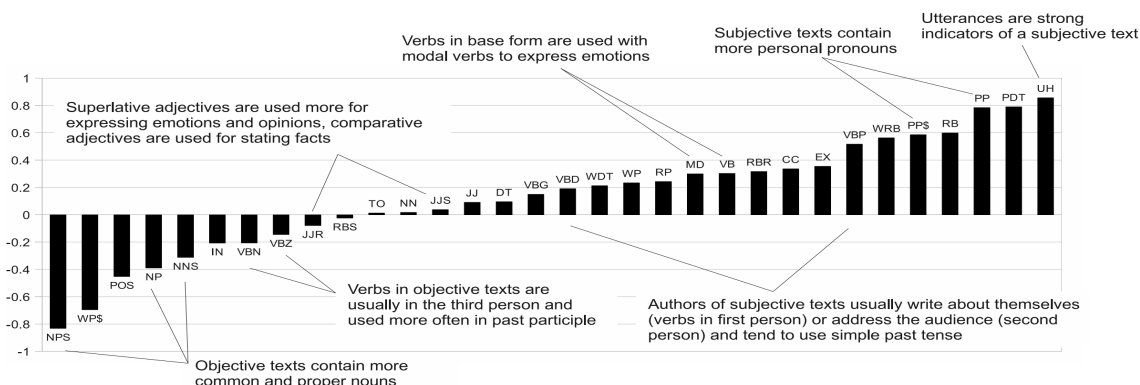 Utterances are strong
indicators of a subjective text
Subjective texts contain
more personal pronouns
Verbs in base form are used with
modal verbs to express emotions
Superlative adjectives are used more for
expressing emotions and opinions, comparative
adjectives are used for stating facts
1
0.8
0.6
0.4
0.2
0
-0.2
-0.4
-0.6
-0.8
-1
NPS
WP$
POS
NP
NNS
IN
VBN
VBZ
JJR
RBS
TO
NN
JJS
JJ
DT
VBG
VBD
WDT
WP
RP
MD
VB
RBR
CC
EX
VBP
WRB
PP$
RB
PP
PDT
UH
Verbs in objective texts are
usually in the third person and
used more often in past participle
Authors of subjective texts usually write about themselves
(verbs in first person) or address the audience (second
person) and tend to use simple past tense
Objective texts contain more
common and proper nouns